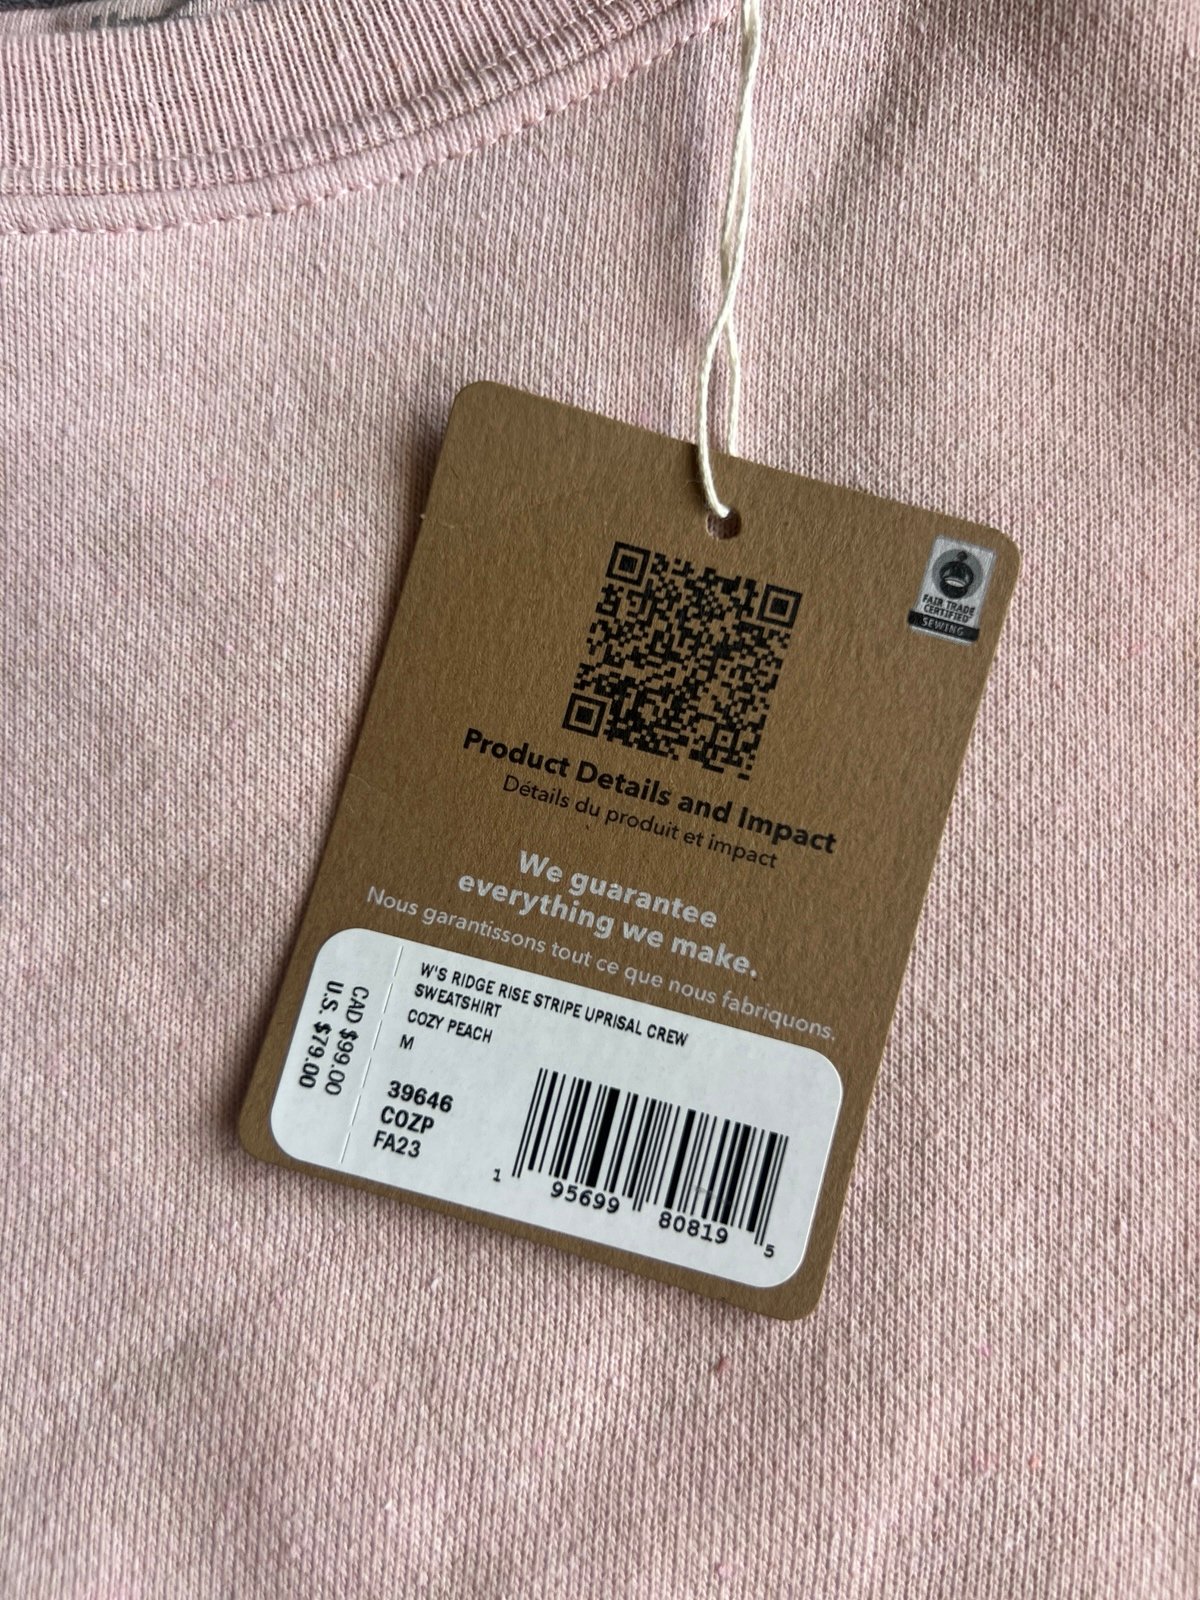 FAIR TRADE
CERTIFIED
SEWING
Product Details and Impact
Détails du produit et impact
We guarantee
everything we make.
Nous garantissons tout ce que nous fabriquons.
W'S RIDGE RISE STRIPE UPRISAL CREW
SWEATSHIRT
COZY PEACH
M
39646
COZP
FA23
CAD $99.00
U.S. $79.00
1 95699 80819 5